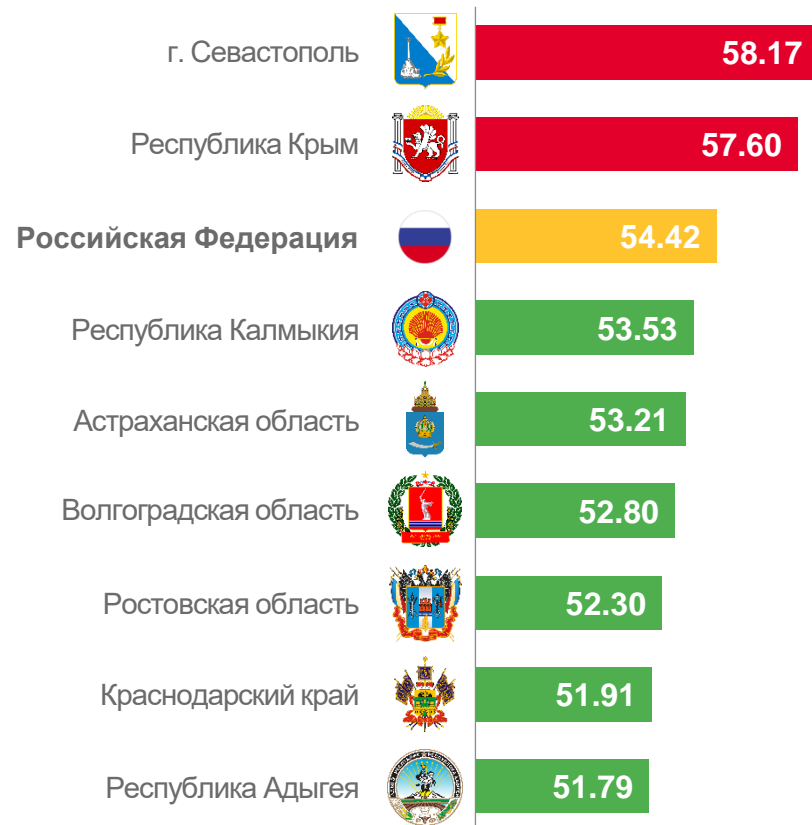 г. Севастополь 58.17
Республика Крым 57.60
Российская Федерация 54.42
Республика Калмыкия 53.53
Астраханская область 53.21
Волгоградская область 52.80
Ростовская область 52.30
Краснодарский край 51.91
Республика Адыгея 51.79